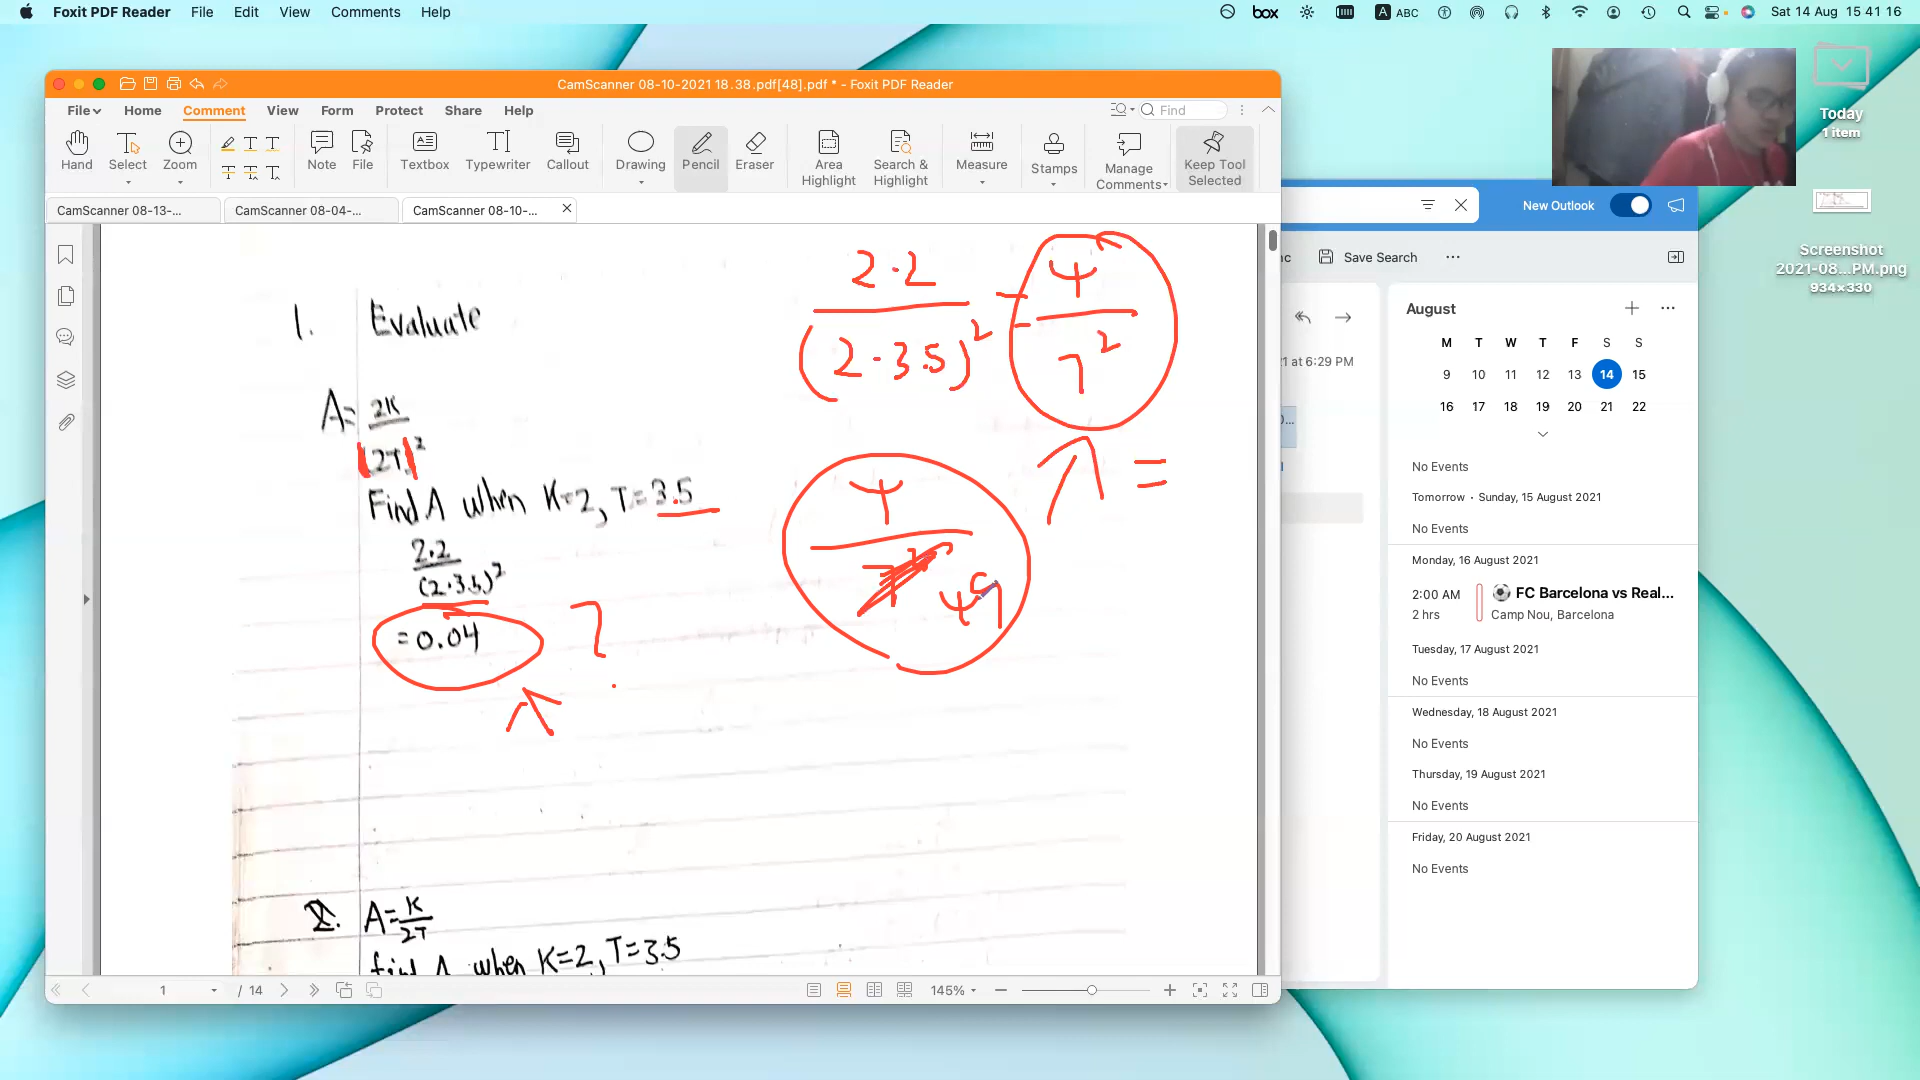 Foxit PDF Reader File Edit View Comments Help
box A ABC Sat 14 Aug 15 41 16
CamScanner 08-10-2021 18.38.pdf[48].pdf * - Foxit PDF Reader
File Home Comment View Form Protect Share Help Find
Hand Select Zoom Note File Textbox Typewriter Callout Drawing Pencil Eraser Area Highlight Search & Highlight Measure Stamps Manage Comments Keep Tool Selected
CamScanner 08-13-... CamScanner 08-04-... CamScanner 08-10-...
1. Evaluate
A= 2K
(2T)²
Find A when K=2, T=3.5
2·2
(2·3.5)²
=0.04
?
2·2
(2·3.5)²
=
4
7²
=
4
49
2. A= K
2T
find A when K=2, T=3.5
1 / 14
145%
New Outlook
Save Search
21 at 6:29 PM
August
M T W T F S S
9 10 11 12 13 14 15
16 17 18 19 20 21 22
No Events
Tomorrow • Sunday, 15 August 2021
No Events
Monday, 16 August 2021
2:00 AM FC Barcelona vs Real...
2 hrs Camp Nou, Barcelona
Tuesday, 17 August 2021
No Events
Wednesday, 18 August 2021
No Events
Thursday, 19 August 2021
No Events
Friday, 20 August 2021
No Events
Today
1 item
Screenshot
2021-08...PM.png
934×330